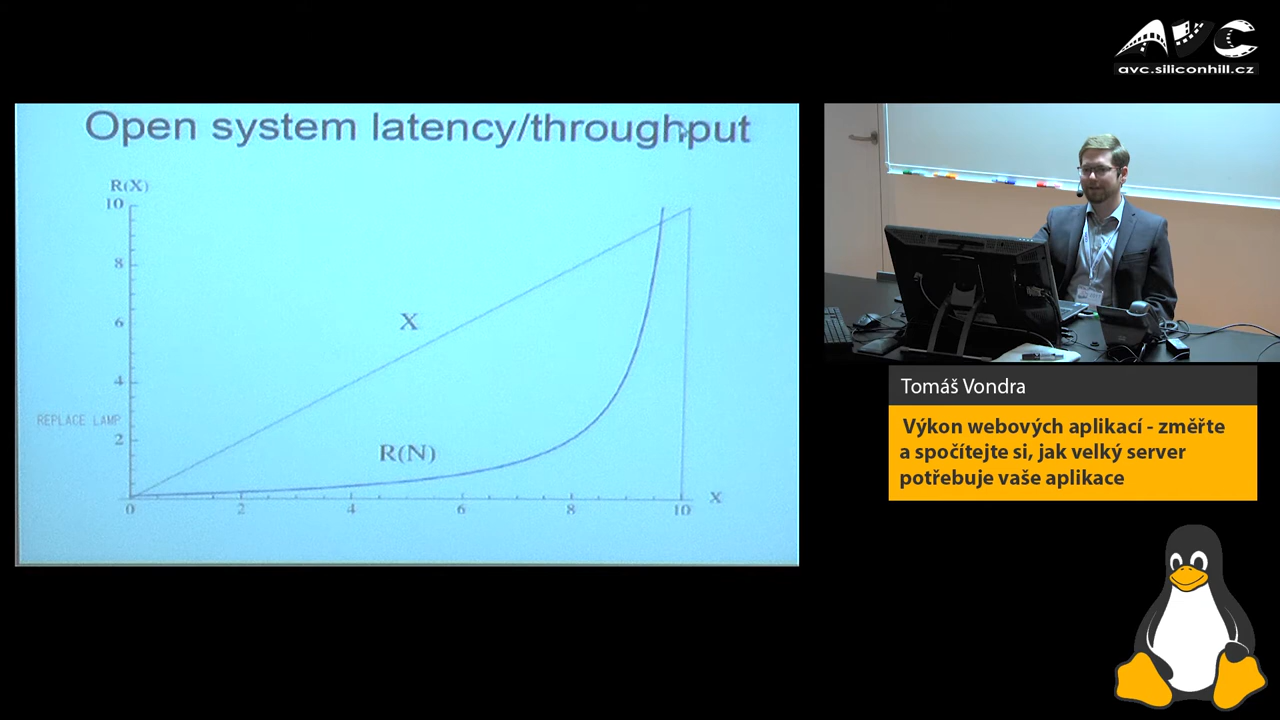 AVC
avc.siliconhill.cz
Open system latency/throughput
R(X)
10
8
6
4
2
X
R(N)
REPLACE LAMP
0 2 4 6 8 10 X
Tomáš Vondra
Výkon webových aplikací - změřte
a spočítejte si, jak velký server
potřebuje vaše aplikace